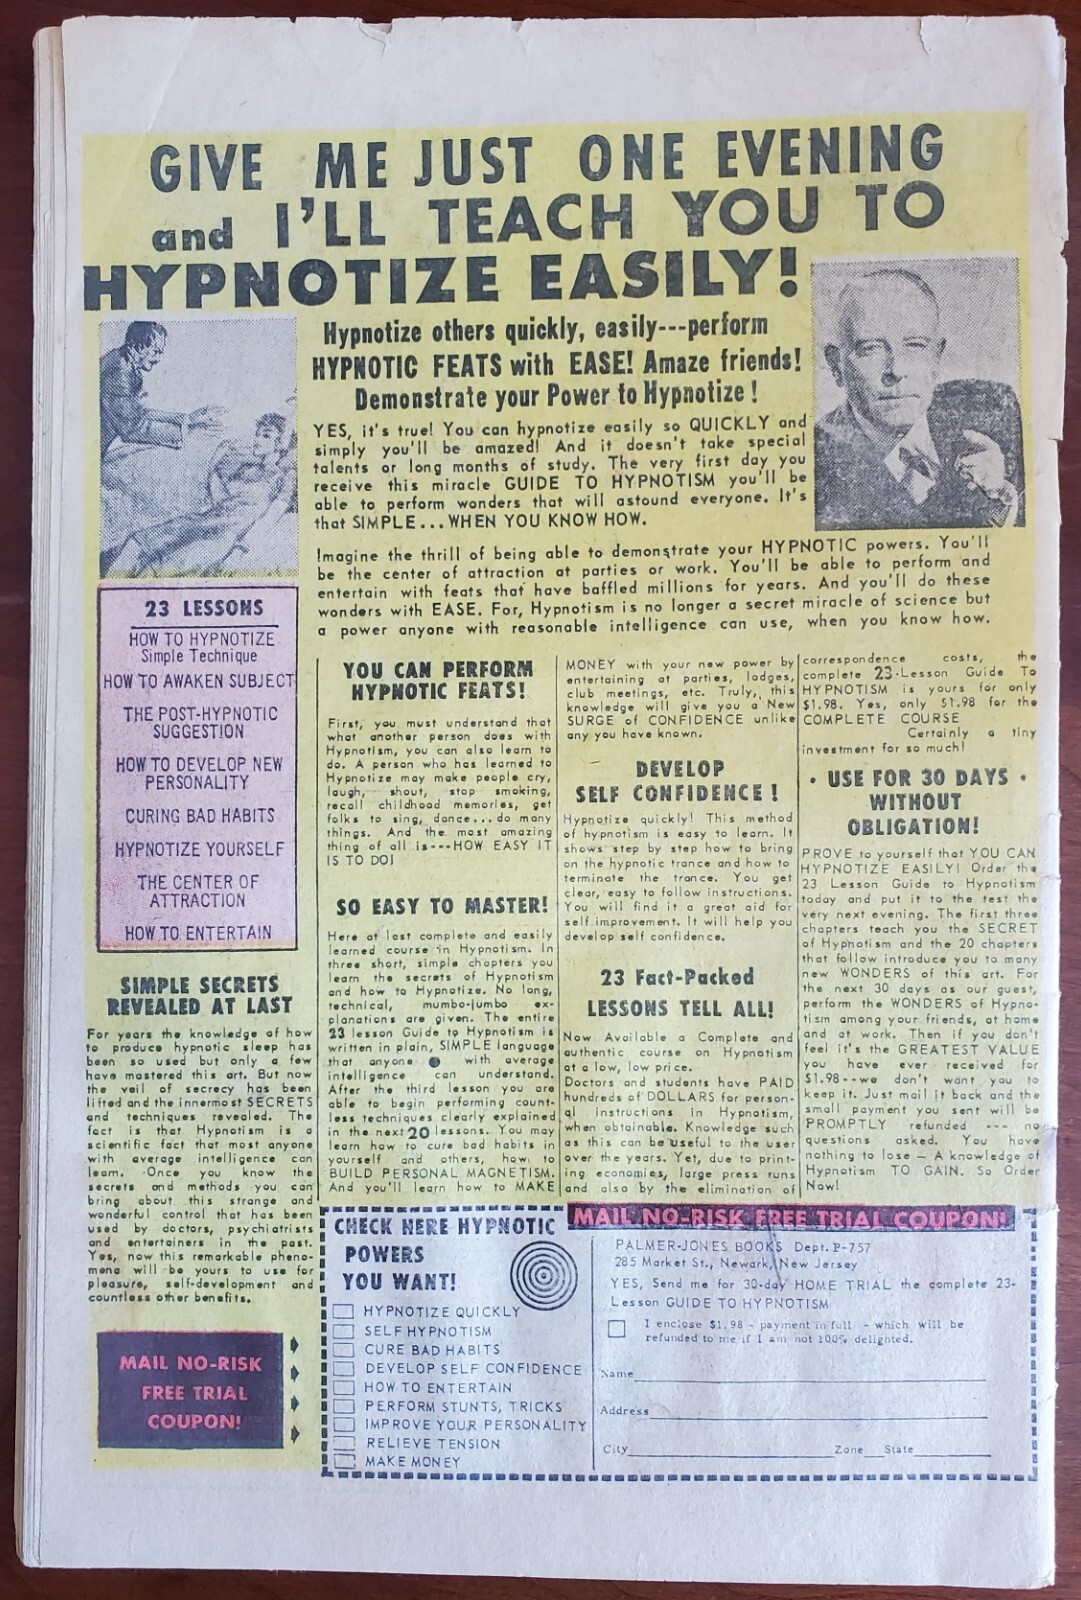 GIVE ME JUST ONE EVENING
and I'LL TEACH YOU TO
HYPNOTIZE EASILY!
Hypnotize others quickly, easily---perform
HYPNOTIC FEATS with EASE! Amaze friends!
Demonstrate your Power to Hypnotize!
YES, it's true! You can hypnotize easily so QUICKLY and
simply you'll be amazed! And it doesn't take special
talents or long months of study. The very first day you
receive this miracle GUIDE TO HYPNOTISM you'll be
able to perform wonders that will astound everyone. It's
that SIMPLE...WHEN YOU KNOW HOW.
Imagine the thrill of being able to demonstrate your HYPNOTIC powers. You'll
be the center of attraction at parties or work. You'll be able to perform and
entertain with feats that have baffled millions for years. And you'll do these
wonders with EASE. For, Hypnotism is no longer a secret miracle of science but
a power anyone with reasonable intelligence can use, when you know how.
23 LESSONS
HOW TO HYPNOTIZE
Simple Technique
HOW TO AWAKEN SUBJECT
THE POST-HYPNOTIC
SUGGESTION
HOW TO DEVELOP NEW
PERSONALITY
CURING BAD HABITS
HYPNOTIZE YOURSELF
THE CENTER OF
ATTRACTION
HOW TO ENTERTAIN
SIMPLE SECRETS
REVEALED AT LAST
For years the knowledge of how
to produce hypnotic sleep has
been so used but only a few
have mastered this art. But now
the veil of secrecy has been
lifted and the innermost SECRETS
and techniques revealed. The
fact is that Hypnotism is a
scientific fact that most anyone
with average intelligence can
learn. Once you know the
secrets and methods you can
bring about this strange and
wonderful control that has been
used by doctors, psychiatrists
and entertainers in the past.
Yes, now this remarkable pheno-
mena will be yours to use for
pleasure, self-development and
countless other benefits.
MAIL NO-RISK
FREE TRIAL
COUPON!
YOU CAN PERFORM
HYPNOTIC FEATS!
First, you must understand that
what another person does with
Hypnotism, you can also learn to
do. A person who has learned to
Hypnotize may make people cry,
laugh, shout, stop smoking,
recall childhood memories, get
folks to sing, dance...do many
things. And the most amazing
thing of all is---HOW EASY IT
IS TO DO!
SO EASY TO MASTER!
Here at last complete and easily
learned course in Hypnotism. In
three short, simple chapters you
learn the secrets of Hypnotism
and how to Hypnotize. No long,
technical, mumbo-jumbo ex-
planations are given. The entire
23 lesson Guide to Hypnotism is
written in plain, SIMPLE language
that anyone with average
intelligence can understand.
After the third lesson you are
able to begin performing count-
less techniques clearly explained
in the next 20 lessons. You may
learn how to cure bad habits in
yourself and others, how to
BUILD PERSONAL MAGNETISM.
And you'll learn how to MAKE
MONEY with your new power by
entertaining at parties, lodges,
club meetings, etc. Truly, this
knowledge will give you a New
SURGE of CONFIDENCE unlike
any you have known.
DEVELOP
SELF CONFIDENCE!
Hypnotize quickly! This method
of hypnotism is easy to learn. It
shows step by step how to bring
on the hypnotic trance and how to
terminate the trance. You get
clear, easy to follow instructions.
You will find it a great aid for
self-improvement. It will help you
develop self confidence.
23 Fact-Packed
LESSONS TELL ALL!
Now Available a Complete and
authentic course on Hypnotism
at a low, low price.
Doctors and students have PAID
hundreds of DOLLARS for person-
al instructions in Hypnotism,
when obtainable. Knowledge such
as this can be useful to the user
over the years. Yet, due to print-
ing economies, large press runs
and also by the elimination of
correspondence costs, the
complete 23-Lesson Guide To
HYPNOTISM is yours for only
$1.98. Yes, only $1.98 for the
COMPLETE COURSE
Certainly a tiny
investment for so much!
• USE FOR 30 DAYS •
WITHOUT
OBLIGATION!
PROVE to yourself that YOU CAN
HYPNOTIZE EASILY! Order the
23 Lesson Guide to Hypnotism
today and put it to the test the
very next evening. The first three
chapters teach you the SECRET
of Hypnotism and the 20 chapters
that follow introduce you to many
new WONDERS of this art. For
the next 30 days as our guest,
perform the WONDERS of Hypno-
tism among your friends, at home
and at work. Then if you don't
feel it's the GREATEST VALUE
you have ever received for
$1.98--we don't want you to
keep it. Just mail it back and the
small payment you sent will be
PROMPTLY refunded --- no
questions asked. You have
nothing to lose — A knowledge of
Hypnotism TO GAIN. So Order
Now!
CHECK HERE HYPNOTIC
POWERS
YOU WANT!
HYPNOTIZE QUICKLY
SELF HYPNOTISM
CURE BAD HABITS
DEVELOP SELF CONFIDENCE
HOW TO ENTERTAIN
PERFORM STUNTS, TRICKS
IMPROVE YOUR PERSONALITY
RELIEVE TENSION
MAKE MONEY
MAIL NO-RISK FREE TRIAL COUPON!
PALMER-JONES BOOKS Dept. P-757
285 Market St., Newark, New Jersey
YES, Send me for 30-day HOME TRIAL the complete 23-
Lesson GUIDE TO HYPNOTISM
I enclose $1.98 - payment in full - which will be
refunded to me if I am not 100% delighted.
Name
Address
City Zone State